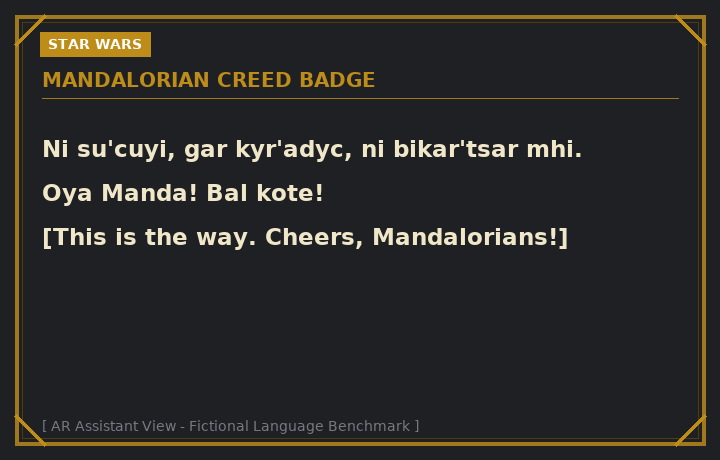 STAR WARS
MANDALORIAN CREED BADGE
Ni su'cuyi, gar kyr'adyc, ni bikar'tsar mhi.
Oya Manda! Bal kote!
[This is the way. Cheers, Mandalorians!]
[ AR Assistant View - Fictional Language Benchmark ]